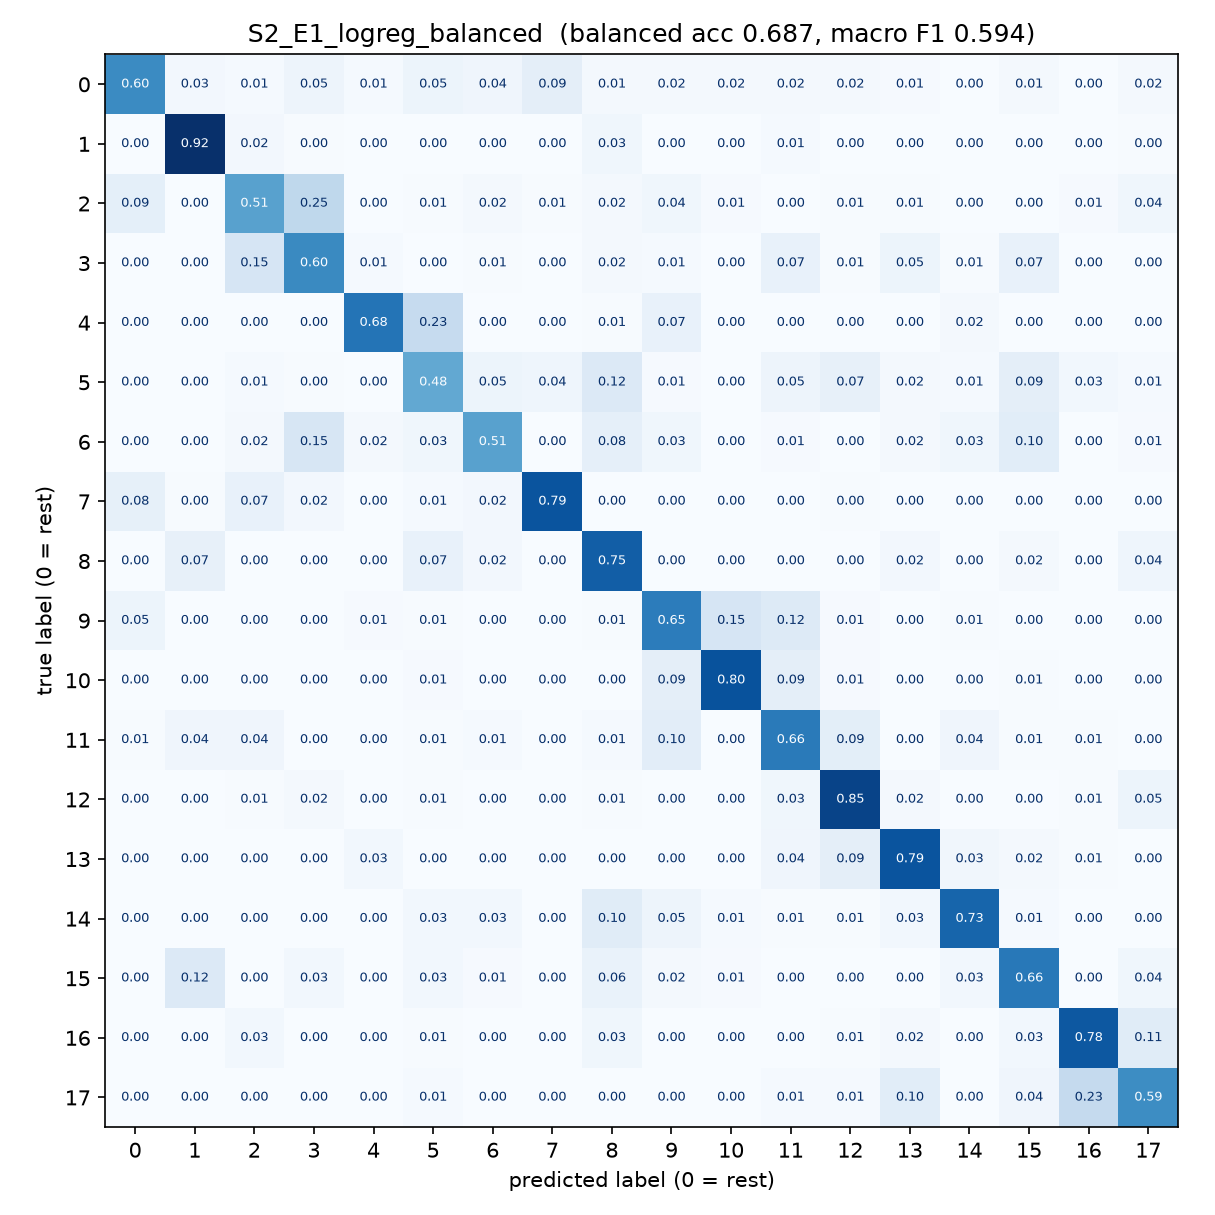 S2_E1_logreg_balanced (balanced acc 0.687, macro F1 0.594)
0 0.60 0.03 0.01 0.05 0.01 0.05 0.04 0.09 0.01 0.02 0.02 0.02 0.02 0.01 0.00 0.01 0.00 0.02
1 0.00 0.92 0.02 0.00 0.00 0.00 0.00 0.00 0.03 0.00 0.00 0.01 0.00 0.00 0.00 0.00 0.00 0.00
2 0.09 0.00 0.51 0.25 0.00 0.01 0.02 0.01 0.02 0.04 0.01 0.00 0.01 0.01 0.00 0.00 0.01 0.04
3 0.00 0.00 0.15 0.60 0.01 0.00 0.01 0.00 0.02 0.01 0.00 0.07 0.01 0.05 0.01 0.07 0.00 0.00
4 0.00 0.00 0.00 0.00 0.68 0.23 0.00 0.00 0.01 0.07 0.00 0.00 0.00 0.00 0.02 0.00 0.00 0.00
5 0.00 0.00 0.01 0.00 0.00 0.48 0.05 0.04 0.12 0.01 0.00 0.05 0.07 0.02 0.01 0.09 0.03 0.01
6 0.00 0.00 0.02 0.15 0.02 0.03 0.51 0.00 0.08 0.03 0.00 0.01 0.00 0.02 0.03 0.10 0.00 0.01
7 0.08 0.00 0.07 0.02 0.00 0.01 0.02 0.79 0.00 0.00 0.00 0.00 0.00 0.00 0.00 0.00 0.00 0.00
8 0.00 0.07 0.00 0.00 0.00 0.07 0.02 0.00 0.75 0.00 0.00 0.00 0.00 0.02 0.00 0.02 0.00 0.04
9 0.05 0.00 0.00 0.00 0.01 0.01 0.00 0.00 0.01 0.65 0.15 0.12 0.01 0.00 0.01 0.00 0.00 0.00
10 0.00 0.00 0.00 0.00 0.00 0.01 0.00 0.00 0.00 0.09 0.80 0.09 0.01 0.00 0.00 0.01 0.00 0.00
11 0.01 0.04 0.04 0.00 0.00 0.01 0.01 0.00 0.01 0.10 0.00 0.66 0.09 0.00 0.04 0.01 0.01 0.00
12 0.00 0.00 0.01 0.02 0.00 0.01 0.00 0.00 0.01 0.00 0.00 0.03 0.85 0.02 0.00 0.00 0.01 0.05
13 0.00 0.00 0.00 0.00 0.03 0.00 0.00 0.00 0.00 0.00 0.00 0.04 0.09 0.79 0.03 0.02 0.01 0.00
14 0.00 0.00 0.00 0.00 0.00 0.03 0.03 0.00 0.10 0.05 0.01 0.01 0.01 0.03 0.73 0.01 0.00 0.00
15 0.00 0.12 0.00 0.03 0.00 0.03 0.01 0.00 0.06 0.02 0.01 0.00 0.00 0.00 0.03 0.66 0.00 0.04
16 0.00 0.00 0.03 0.00 0.00 0.01 0.00 0.00 0.03 0.00 0.00 0.00 0.01 0.02 0.00 0.03 0.78 0.11
17 0.00 0.00 0.00 0.00 0.00 0.01 0.00 0.00 0.00 0.00 0.00 0.01 0.01 0.10 0.00 0.04 0.23 0.59
0 1 2 3 4 5 6 7 8 9 10 11 12 13 14 15 16 17
predicted label (0 = rest)
true label (0 = rest)